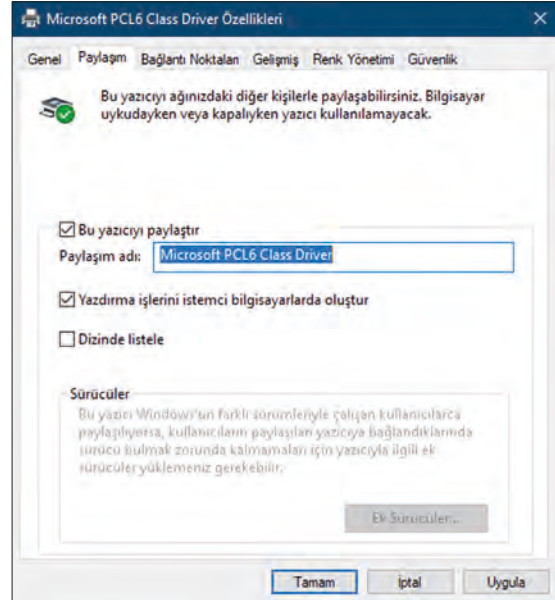 Microsoft PCL6 Class Driver Özellikleri
Genel Paylaşım Bağlantı Noktaları Gelişmiş Renk Yönetimi Güvenlik
Bu yazıcıyı ağınızdaki diğer kişilerle paylaşabilirsiniz. Bilgisayar
uykudayken veya kapalıyken yazıcı kullanılamayacak.
Bu yazıcıyı paylaştır
Paylaşım adı: Microsoft PCL6 Class Driver
Yazdırma işlerini istemci bilgisayarlarda oluştur
Dizinde listele
Sürücüler
Bu yazıcı Windows'un farklı sürümleriyle çalışan kullanıcılarca
paylaşılıyorsa, kullanıcıların paylaşılan yazıcıya bağlandıklarında
sürücü bulmak zorunda kalmamaları için yazıcıyla ilgili ek
sürücüler yüklemeniz gerekebilir.
Ek Sürücüler...
Tamam İptal Uygula